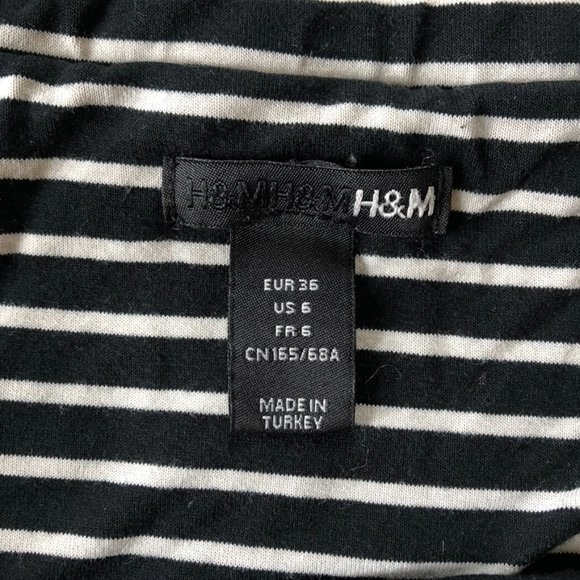 H&MH&MH&M
EUR 36
US 6
FR 6
CN165/68A
MADE IN
TURKEY